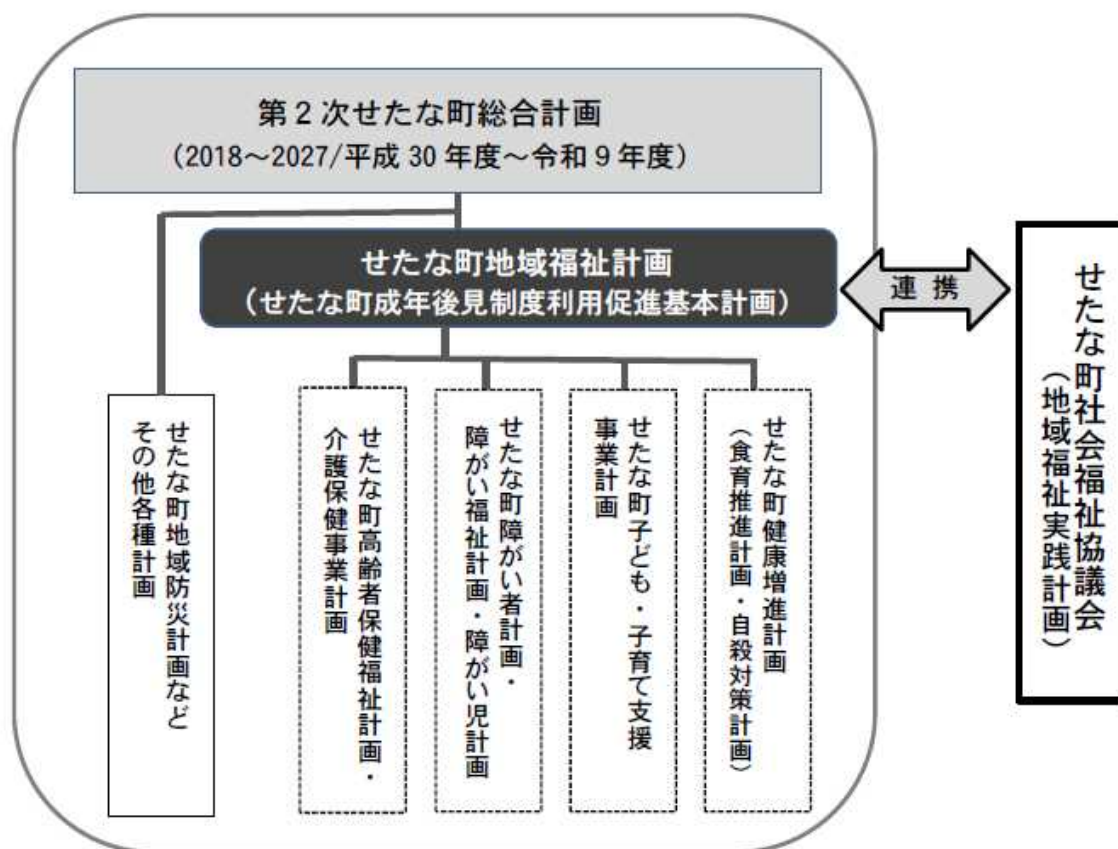 第2次せたな町総合計画
（2018～2027/平成30年度～令和9年度）
せたな町地域福祉計画
（せたな町成年後見制度利用促進基本計画）
連携
せたな町社会福祉協議会
（地域福祉実践計画）
せたな町地域防災計画など
その他各種計画
せたな町高齢者保健福祉計画・
介護保健事業計画
せたな町障がい者計画・
障がい福祉計画・障がい児計画
せたな町子ども・子育て支援
事業計画
せたな町健康増進計画
（食育推進計画・自殺対策計画）